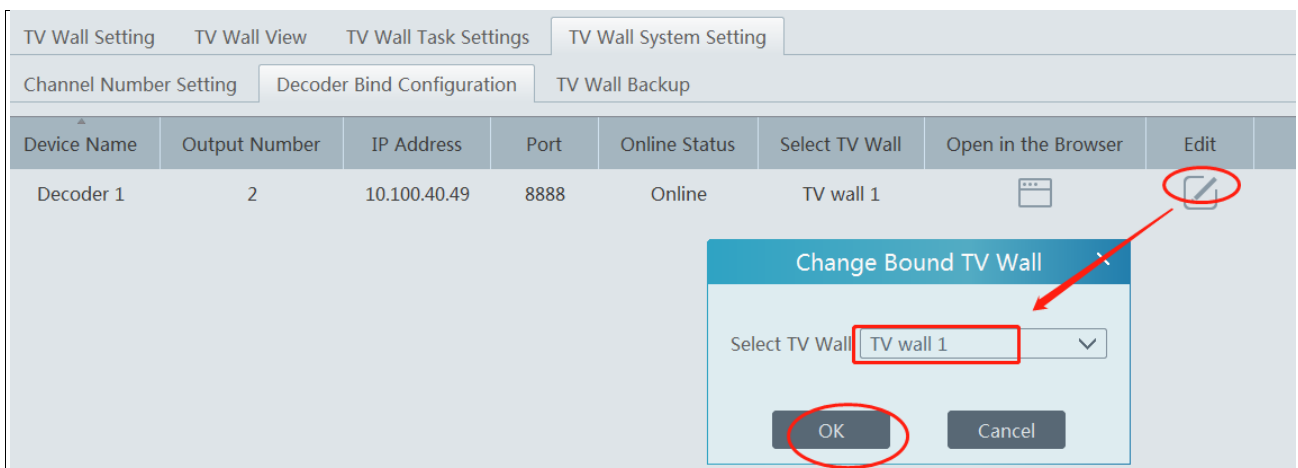 TV Wall Setting TV Wall View TV Wall Task Settings TV Wall System Setting
Channel Number Setting Decoder Bind Configuration TV Wall Backup
Device Name Output Number IP Address Port Online Status Select TV Wall Open in the Browser Edit
Decoder 1 2 10.100.40.49 8888 Online TV wall 1
Change Bound TV Wall
Select TV Wall TV wall 1
OK Cancel